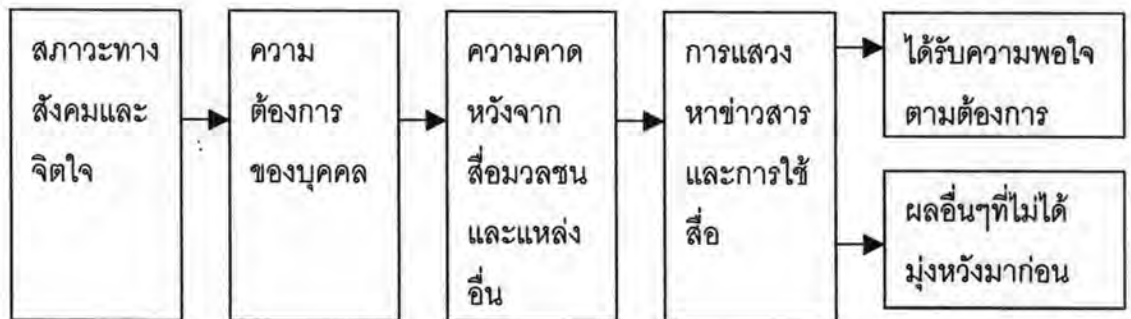 สภาวะทาง
สังคมและ
จิตใจ
ความ
ต้องการ
ของบุคคล
ความคาด
หวังจาก
สื่อมวลชน
และแหล่ง
อื่น
การแสวง
หาข่าวสาร
และการใช้
สื่อ
ได้รับความพอใจ
ตามต้องการ
ผลอื่นๆที่ไม่ได้
มุ่งหวังมาก่อน